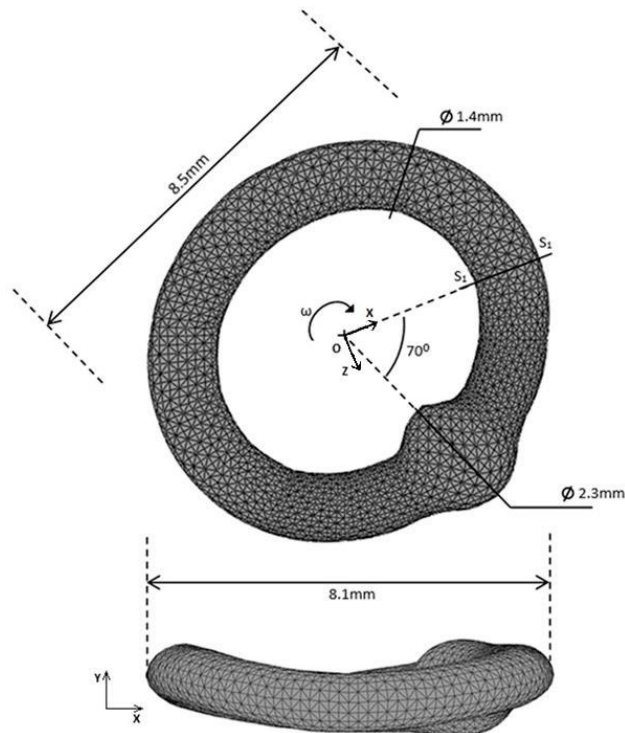 Ø 1.4mm
8.5mm
S₁
S₁
ω
X
O
70⁰
Z
Ø 2.3mm
8.1mm
Y
X